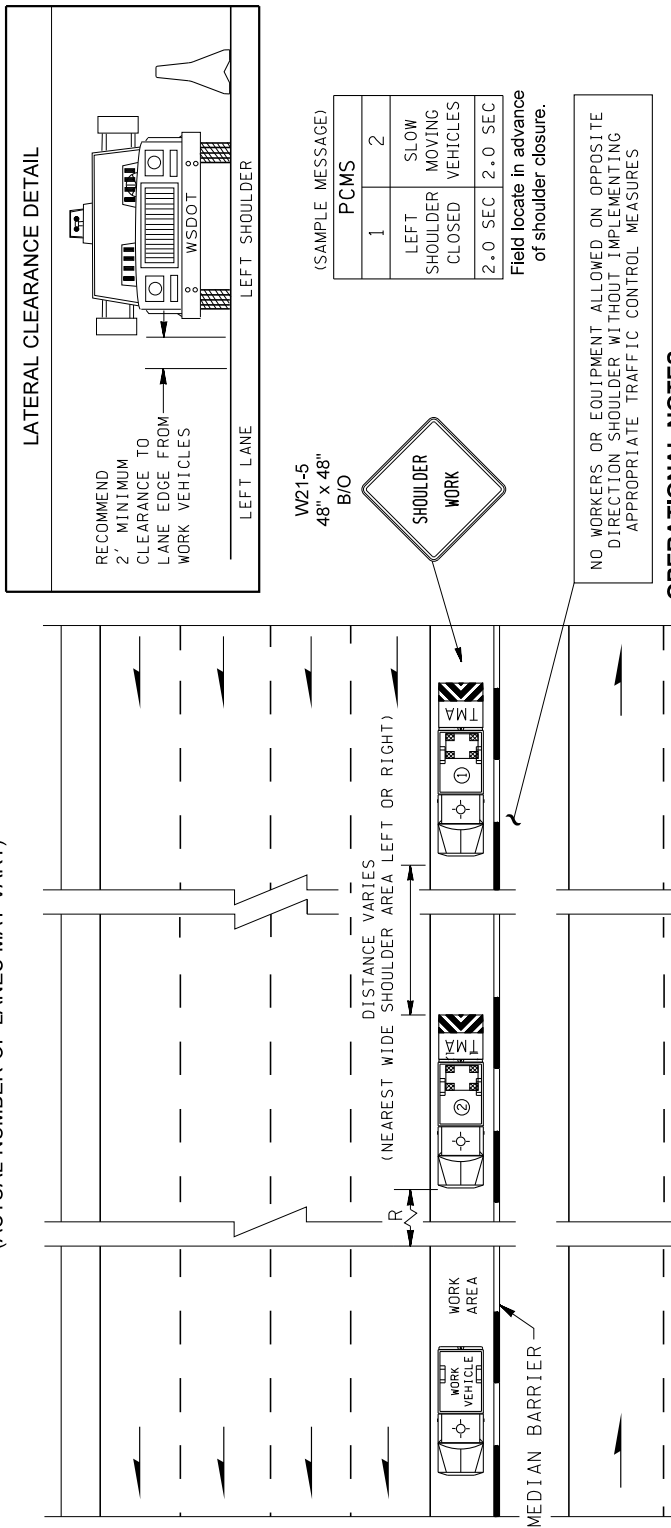 LATERAL CLEARANCE DETAIL
RECOMMEND
2' MINIMUM
CLEARANCE TO
LANE EDGE FROM
WORK VEHICLES
WSDOT
LEFT LANE
LEFT SHOULDER
W21-5
48" x 48"
B/O
SHOULDER
WORK
(SAMPLE MESSAGE)
PCMS
1 2
LEFT SLOW
SHOULDER MOVING
CLOSED VEHICLES
2.0 SEC 2.0 SEC
Field locate in advance
of shoulder closure.
NO WORKERS OR EQUIPMENT ALLOWED ON OPPOSITE
DIRECTION SHOULDER WITHOUT IMPLEMENTING
APPROPRIATE TRAFFIC CONTROL MEASURES
OPERATIONAL NOTES
(ACTUAL NUMBER OF LANES MAY VARY)
DISTANCE VARIES
(NEAREST WIDE SHOULDER AREA LEFT OR RIGHT)
R
WORK
VEHICLE
WORK
AREA
2
TMA
1
TMA
MEDIAN BARRIER